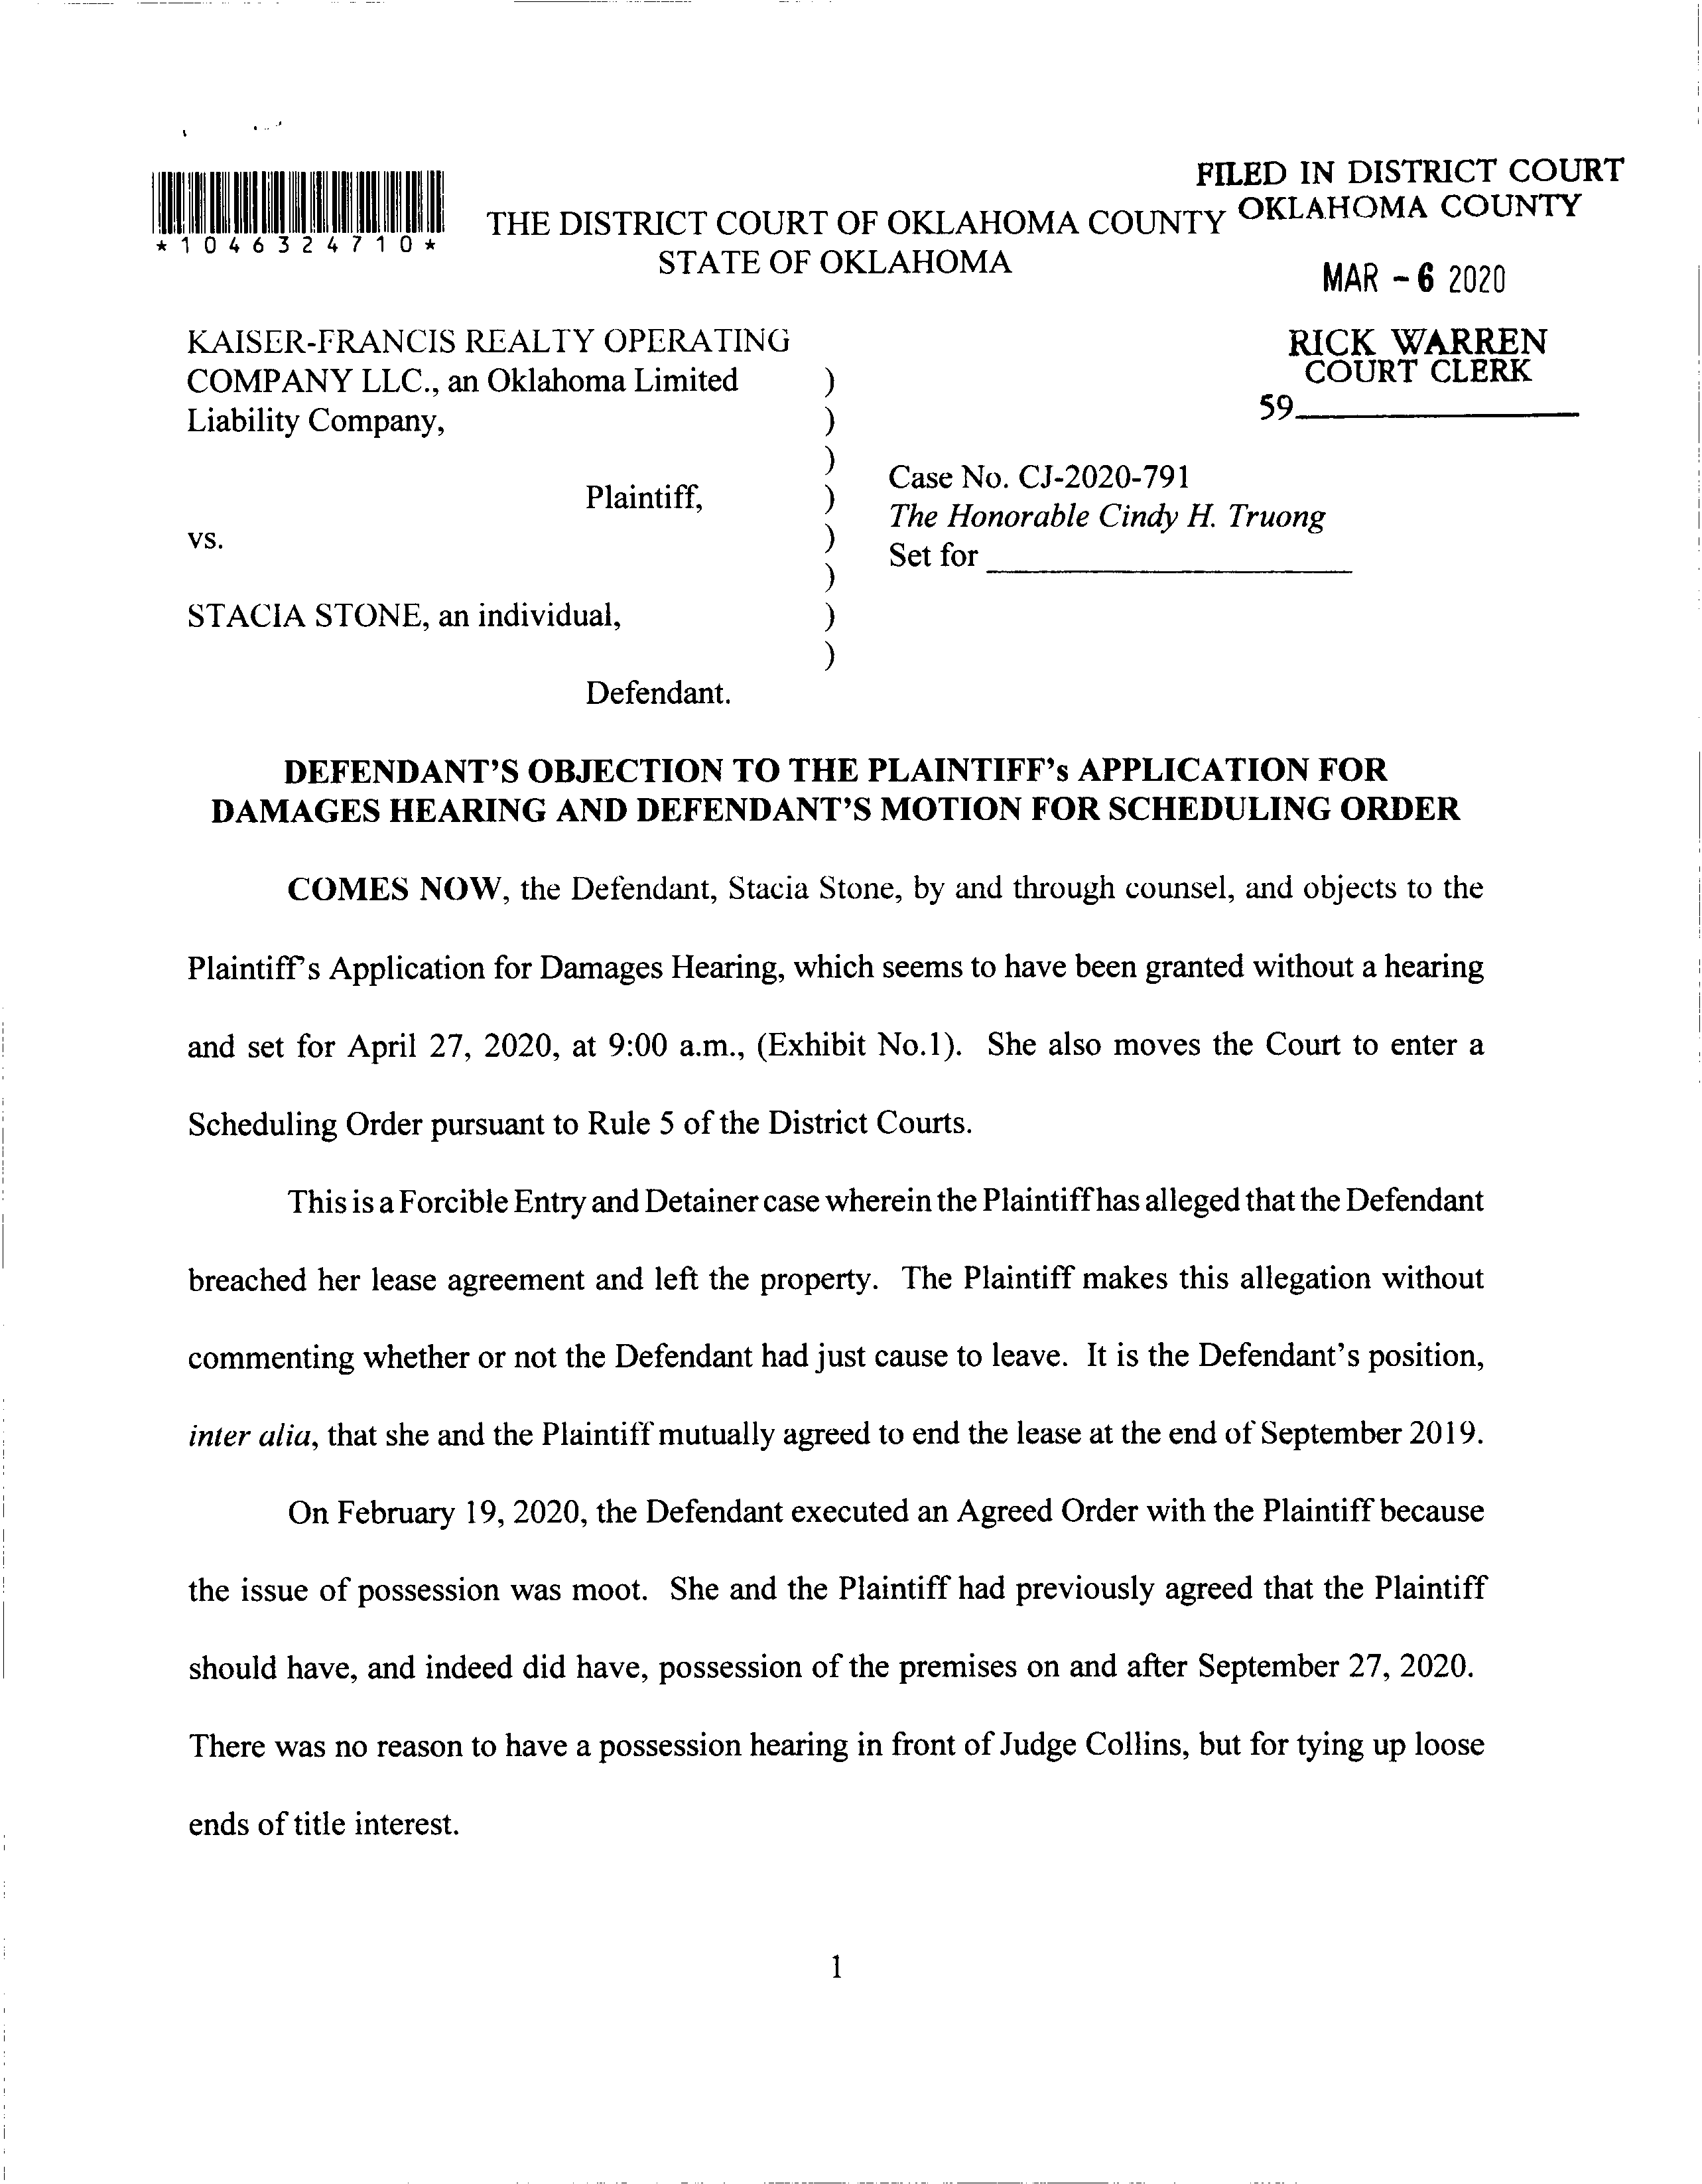 FILED IN DISTRICT COURT
OKLAHOMA COUNTY
*1046324710*
THE DISTRICT COURT OF OKLAHOMA COUNTY
STATE OF OKLAHOMA
MAR - 6 2020
RICK WARREN
COURT CLERK
59
KAISER-FRANCIS REALTY OPERATING
COMPANY LLC., an Oklahoma Limited )
Liability Company, )
)
Plaintiff, )
vs. )
)
STACIA STONE, an individual, )
)
Defendant.
Case No. CJ-2020-791
The Honorable Cindy H. Truong
Set for
DEFENDANT'S OBJECTION TO THE PLAINTIFF's APPLICATION FOR
DAMAGES HEARING AND DEFENDANT'S MOTION FOR SCHEDULING ORDER
COMES NOW, the Defendant, Stacia Stone, by and through counsel, and objects to the
Plaintiff's Application for Damages Hearing, which seems to have been granted without a hearing
and set for April 27, 2020, at 9:00 a.m., (Exhibit No.1). She also moves the Court to enter a
Scheduling Order pursuant to Rule 5 of the District Courts.
This is a Forcible Entry and Detainer case wherein the Plaintiff has alleged that the Defendant
breached her lease agreement and left the property. The Plaintiff makes this allegation without
commenting whether or not the Defendant had just cause to leave. It is the Defendant's position,
inter alia, that she and the Plaintiff mutually agreed to end the lease at the end of September 2019.
On February 19, 2020, the Defendant executed an Agreed Order with the Plaintiff because
the issue of possession was moot. She and the Plaintiff had previously agreed that the Plaintiff
should have, and indeed did have, possession of the premises on and after September 27, 2020.
There was no reason to have a possession hearing in front of Judge Collins, but for tying up loose
ends of title interest.
1